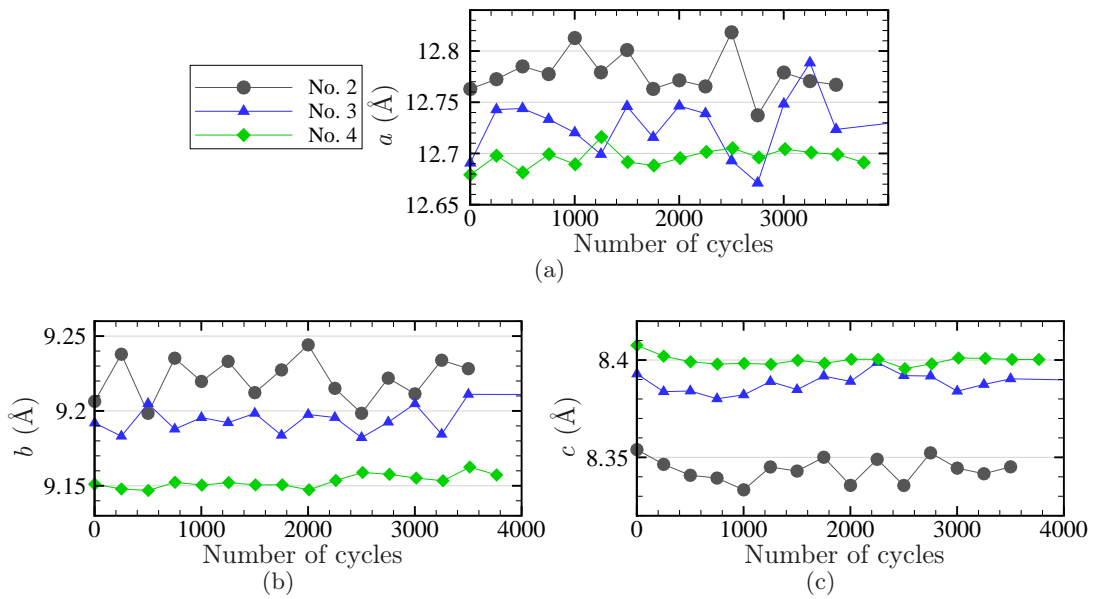 12.8
12.75
12.7
12.65
a (Å)
No. 2
No. 3
No. 4
0 1000 2000 3000
Number of cycles
(a)
9.25
9.2
9.15
b (Å)
0 1000 2000 3000 4000
Number of cycles
(b)
8.4
8.35
c (Å)
0 1000 2000 3000 4000
Number of cycles
(c)